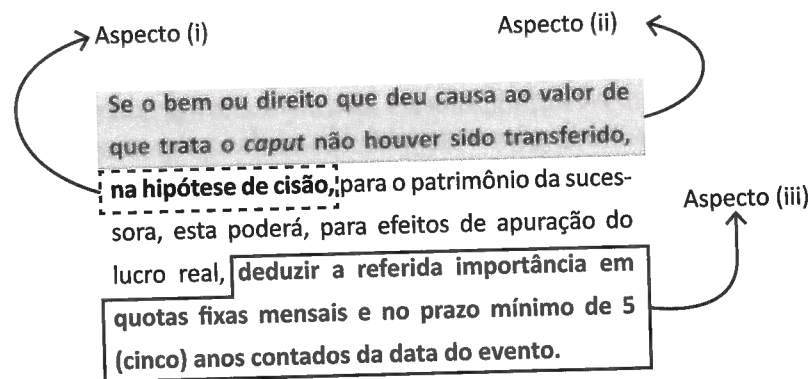 Aspecto (i)
Aspecto (ii)
Se o bem ou direito que deu causa ao valor de
que trata o caput não houver sido transferido,
na hipótese de cisão, para o patrimônio da suces-
sora, esta poderá, para efeitos de apuração do
Aspecto (iii)
lucro real, deduzir a referida importância em
quotas fixas mensais e no prazo mínimo de 5
(cinco) anos contados da data do evento.